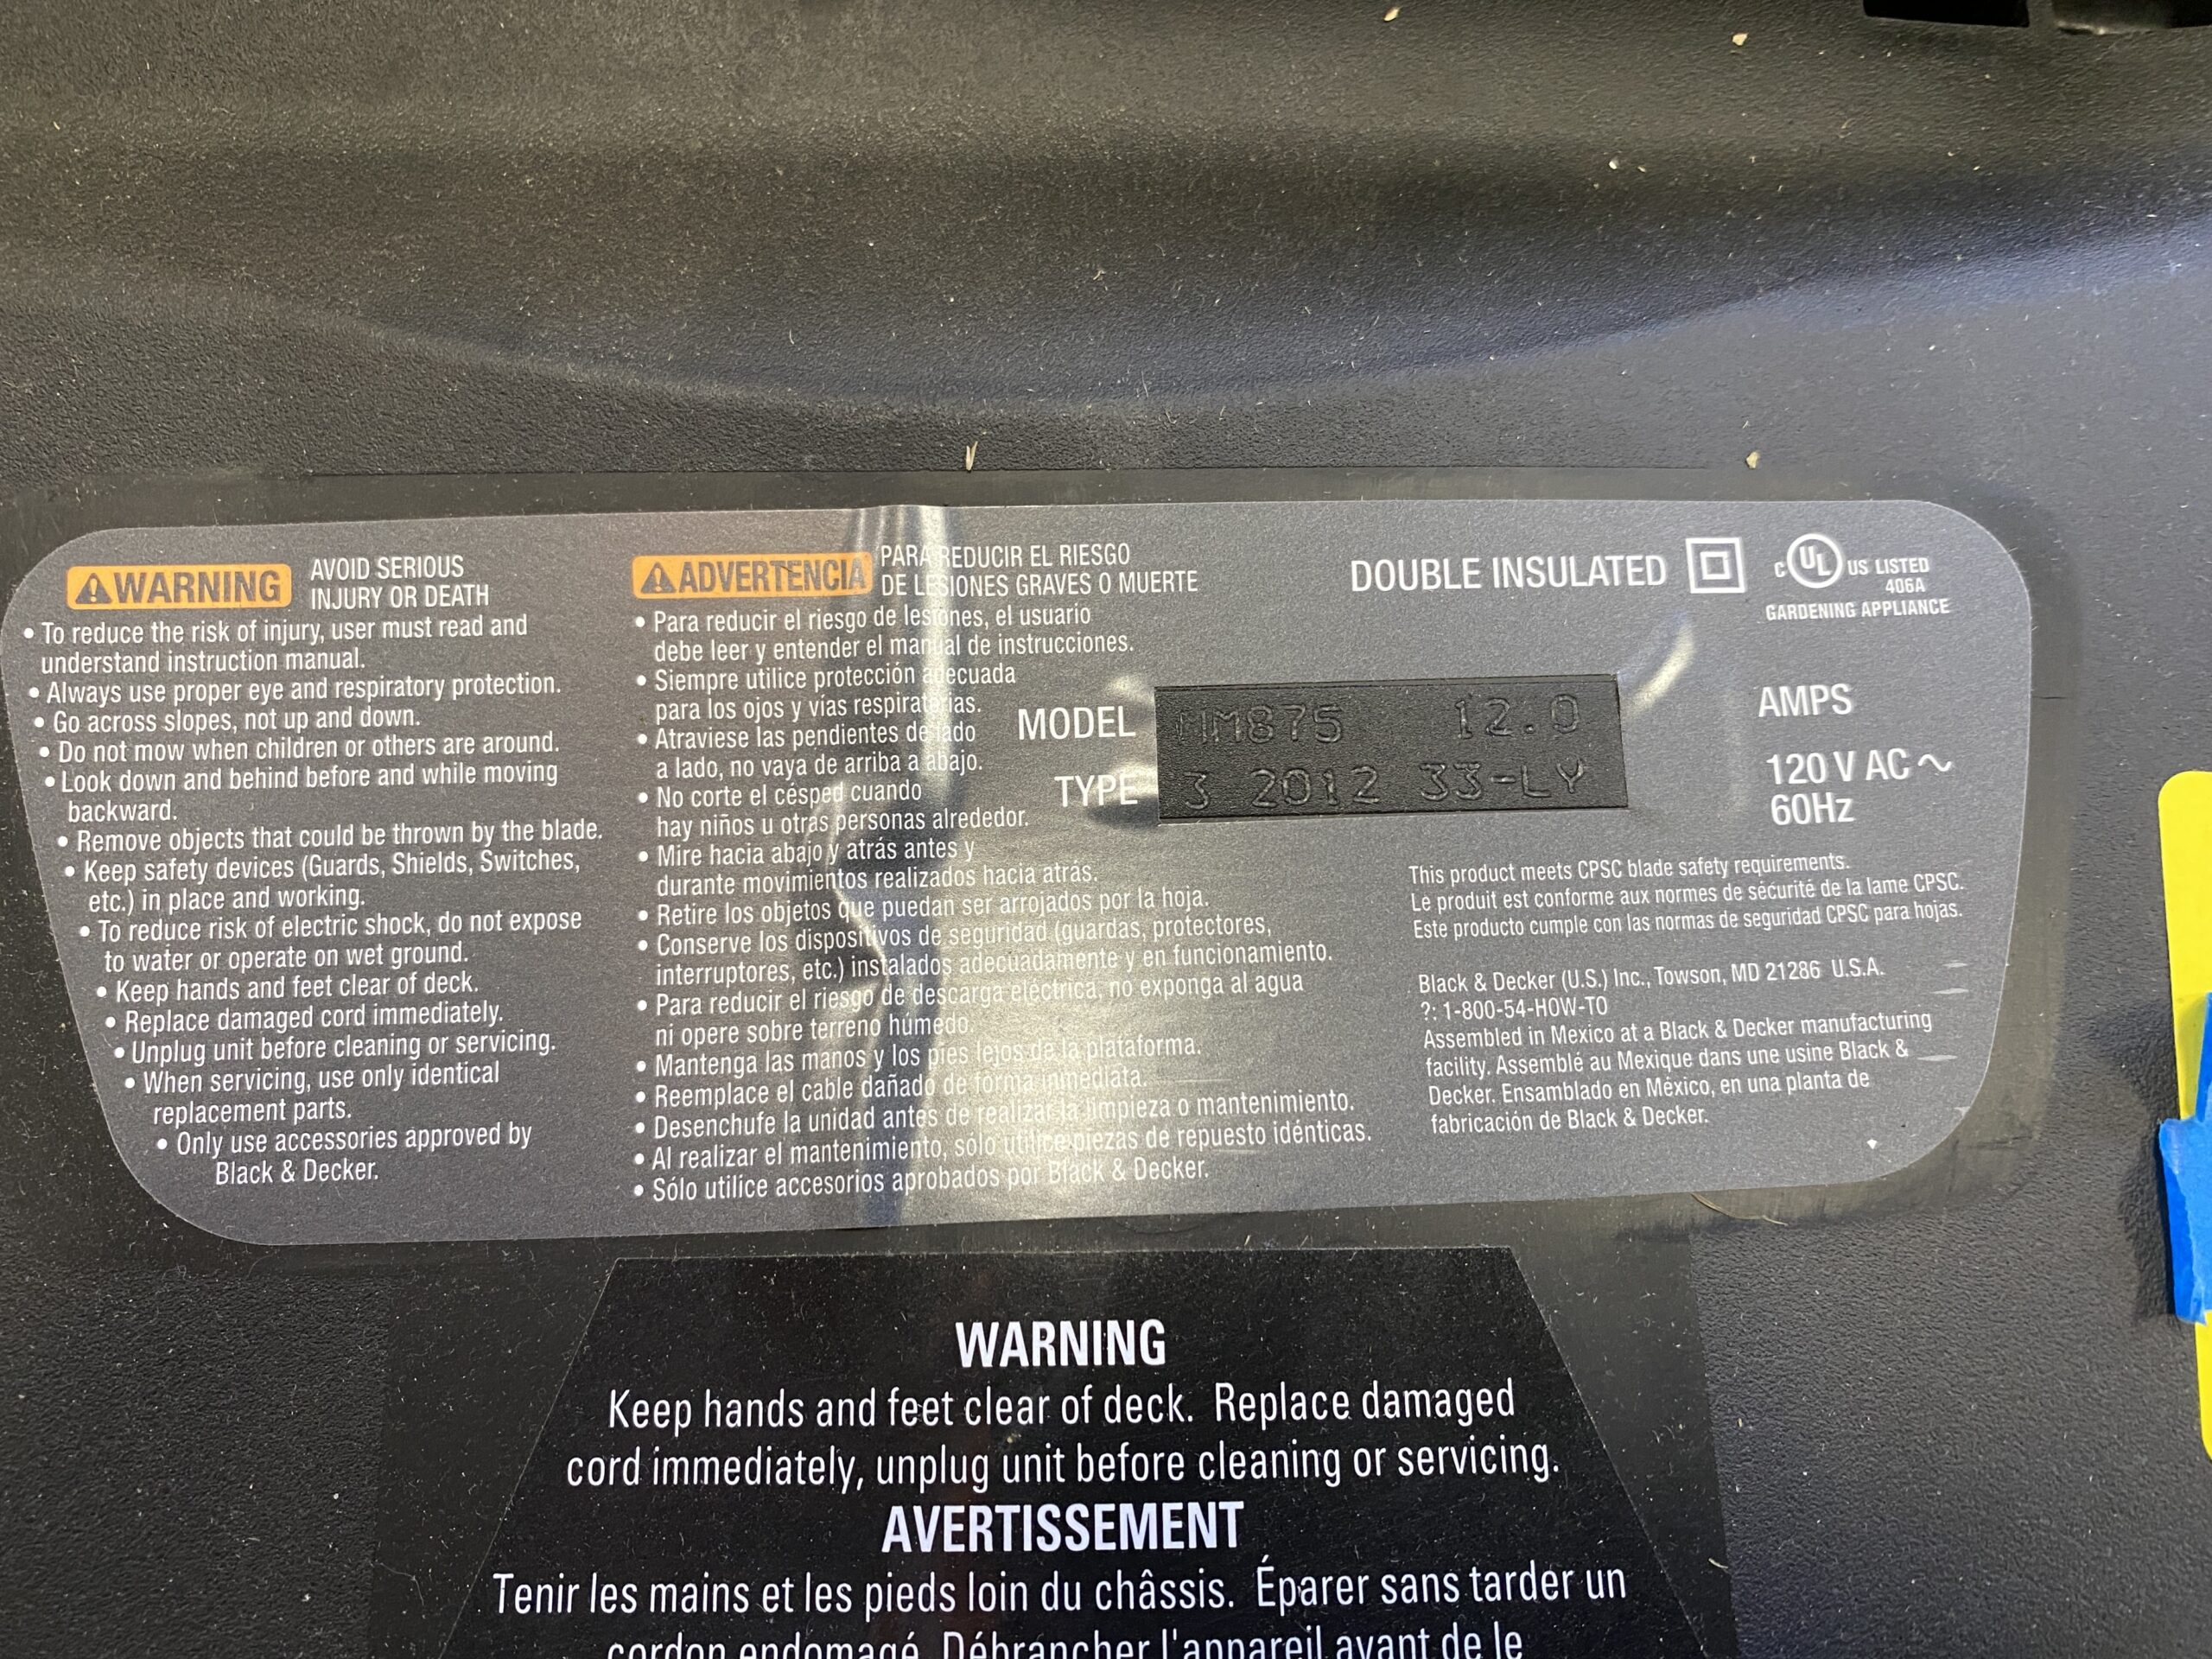 WARNING AVOID SERIOUS
INJURY OR DEATH
• To reduce the risk of injury, user must read and
understand instruction manual.
• Always use proper eye and respiratory protection.
• Go across slopes, not up and down.
• Do not mow when children or others are around.
• Look down and behind before and while moving
backward.
• Remove objects that could be thrown by the blade.
• Keep safety devices (Guards, Shields, Switches,
etc.) in place and working.
• To reduce risk of electric shock, do not expose
to water or operate on wet ground.
• Keep hands and feet clear of deck.
• Replace damaged cord immediately.
• Unplug unit before cleaning or servicing.
• When servicing, use only identical
replacement parts.
• Only use accessories approved by
Black & Decker.
ADVERTENCIA PARA REDUCIR EL RIESGO
DE LESIONES GRAVES O MUERTE
• Para reducir el riesgo de lesiones, el usuario
debe leer y entender el manual de instrucciones.
• Siempre utilice protección adecuada
para los ojos y vías respiratorias.
• Atraviese las pendientes de lado
a lado, no vaya de arriba a abajo.
• No corte el césped cuando
hay niños u otras personas alrededor.
• Mire hacia abajo y atrás antes y
durante movimientos realizados hacia atrás.
• Retire los objetos que puedan ser arrojados por la hoja.
• Conserve los dispositivos de seguridad (guardas, protectores,
interruptores, etc.) instalados adecuadamente y en funcionamiento.
• Para reducir el riesgo de descarga eléctrica, no exponga al agua
ni opere sobre terreno húmedo.
• Mantenga las manos y los pies lejos de la plataforma.
• Reemplace el cable dañado de forma inmediata.
• Desenchufe la unidad antes de realizar la limpieza o mantenimiento.
• Al realizar el mantenimiento, sólo utilice piezas de repuesto idénticas.
• Sólo utilice accesorios aprobados por Black & Decker.
DOUBLE INSULATED
C UL US LISTED
406A
GARDENING APPLIANCE
MODEL MM875 12.0 AMPS
TYPE 3 2012 33-LY 120 V AC ~
60Hz
This product meets CPSC blade safety requirements.
Le produit est conforme aux normes de sécurité de la lame CPSC.
Este producto cumple con las normas de seguridad CPSC para hojas.
Black & Decker (U.S.) Inc., Towson, MD 21286 U.S.A.
?: 1-800-54-HOW-TO
Assembled in Mexico at a Black & Decker manufacturing
facility. Assemblé au Mexique dans une usine Black &
Decker. Ensamblado en México, en una planta de
fabricación de Black & Decker.
WARNING
Keep hands and feet clear of deck. Replace damaged
cord immediately, unplug unit before cleaning or servicing.
AVERTISSEMENT
Tenir les mains et les pieds loin du châssis. Éparer sans tarder un
cordon endomagé. Débrancher l'appareil avant de le